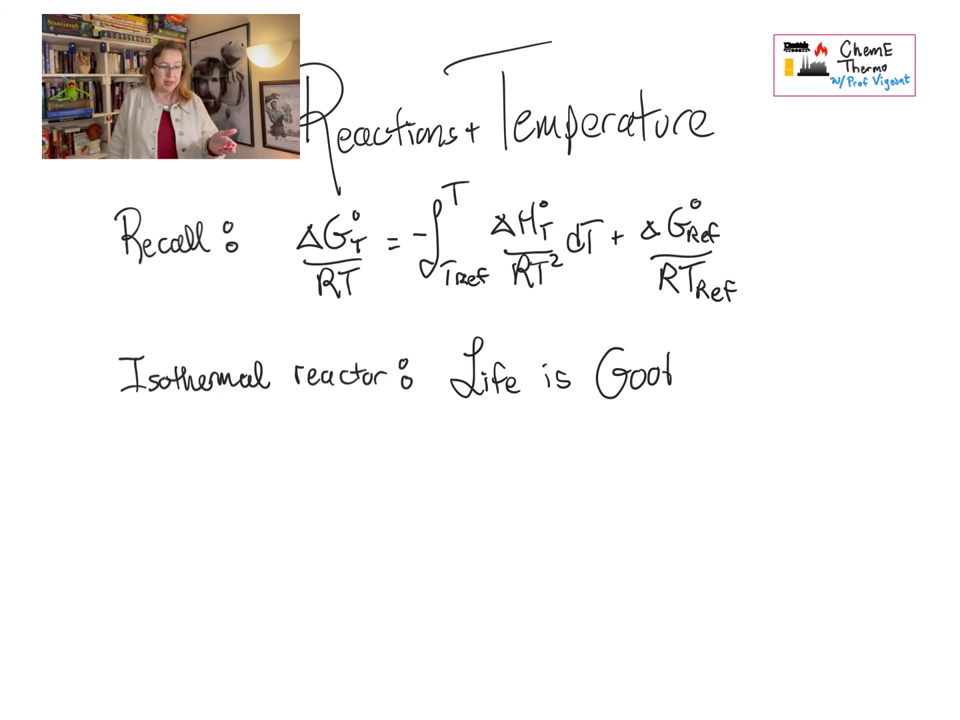 ChemE
Thermo
w/ Prof Vigeant
Reactions + Temperature
Recall: ΔG°T/RT = -∫TRef^T ΔH°T/RT² dT + ΔG°Ref/RTRef
Isothermal reactor: Life is Good